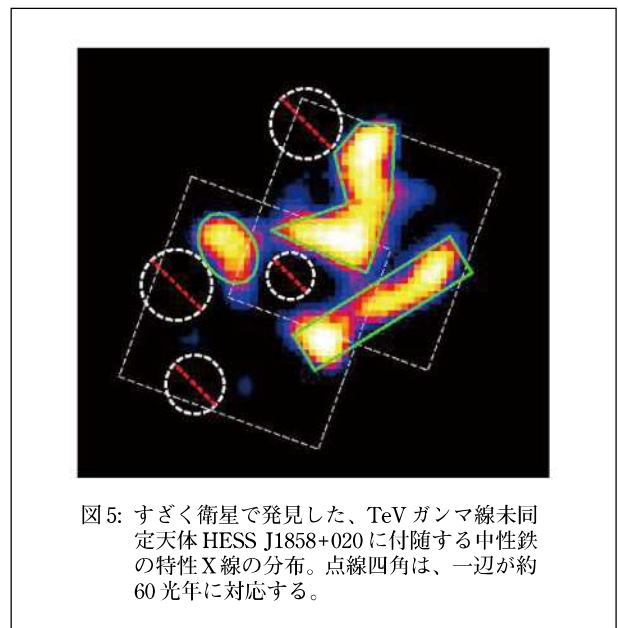 図5: すざく衛星で発見した、TeV ガンマ線未同
定天体 HESS J1858+020 に付随する中性鉄
の特性X線の分布。点線四角は、一辺が約
60 光年に対応する。